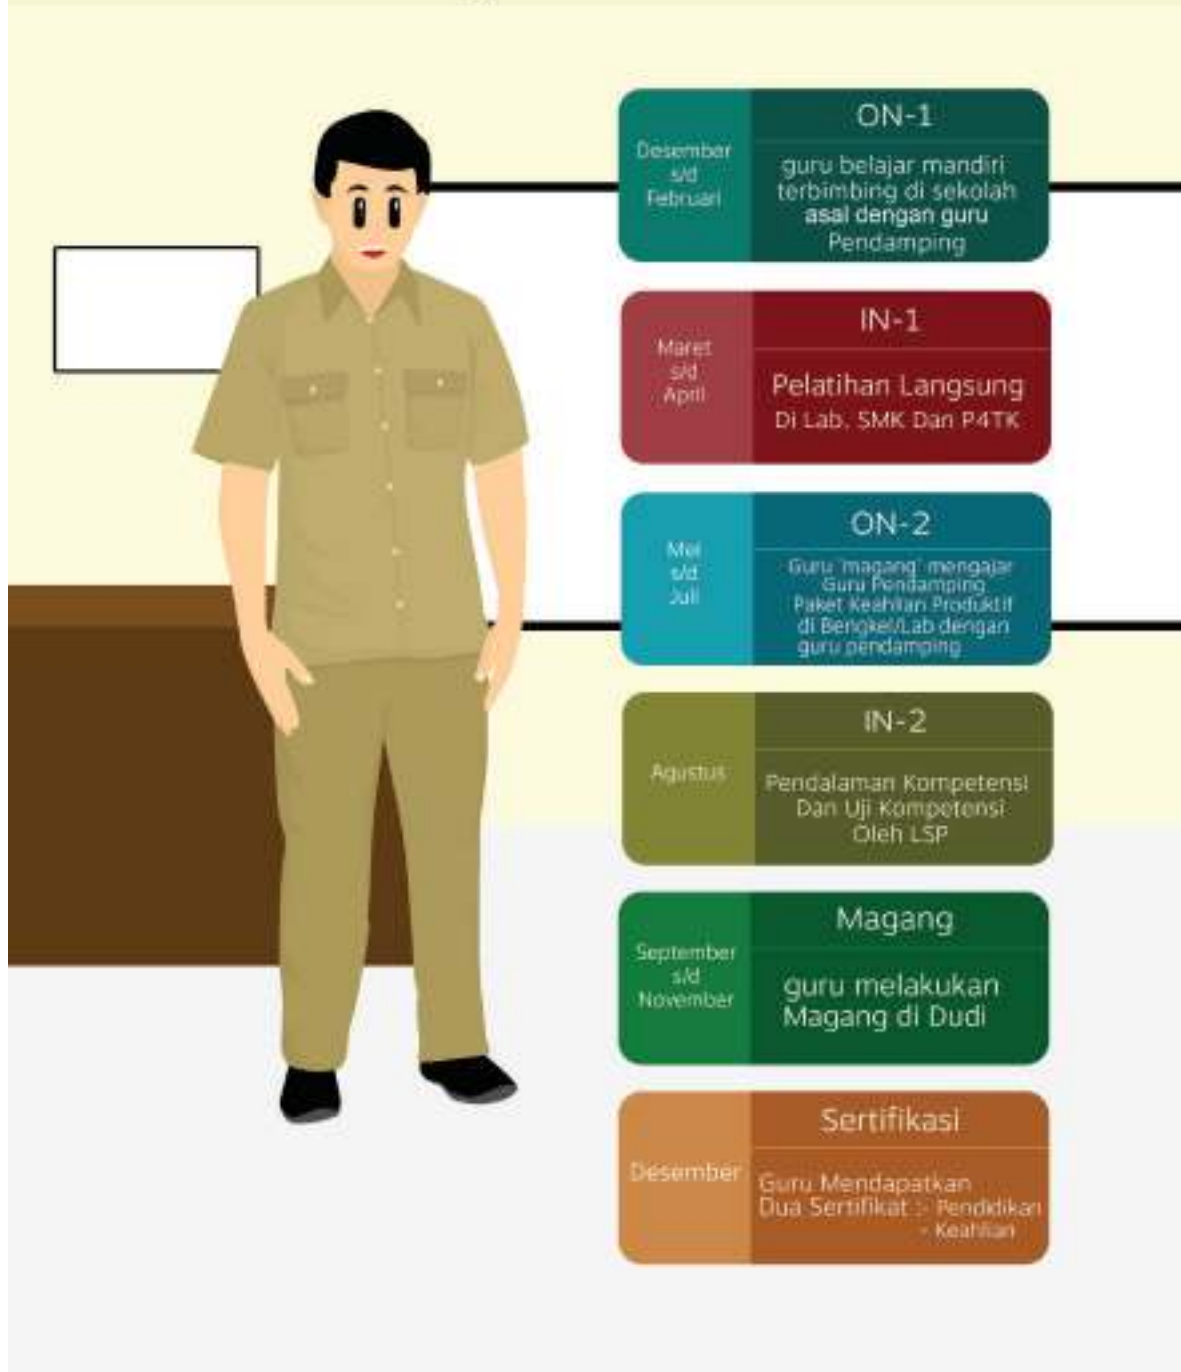 Desember
s/d
Februari
ON-1
guru belajar mandiri
terbimbing di sekolah
asal dengan guru
Pendamping
Maret
s/d
April
IN-1
Pelatihan Langsung
Di Lab. SMK Dan P4TK
Mei
s/d
Juli
ON-2
Guru 'magang' mengajar
Guru Pendamping
Paket Keahlian Produktif
di Bengkel/Lab dengan
guru pendamping
Agustus
IN-2
Pendalaman Kompetensi
Dan Uji Kompetensi
Oleh LSP
September
s/d
November
Magang
guru melakukan
Magang di Dudi
Desember
Sertifikasi
Guru Mendapatkan
Dua Sertifikat :- Pendidikan
- Keahlian